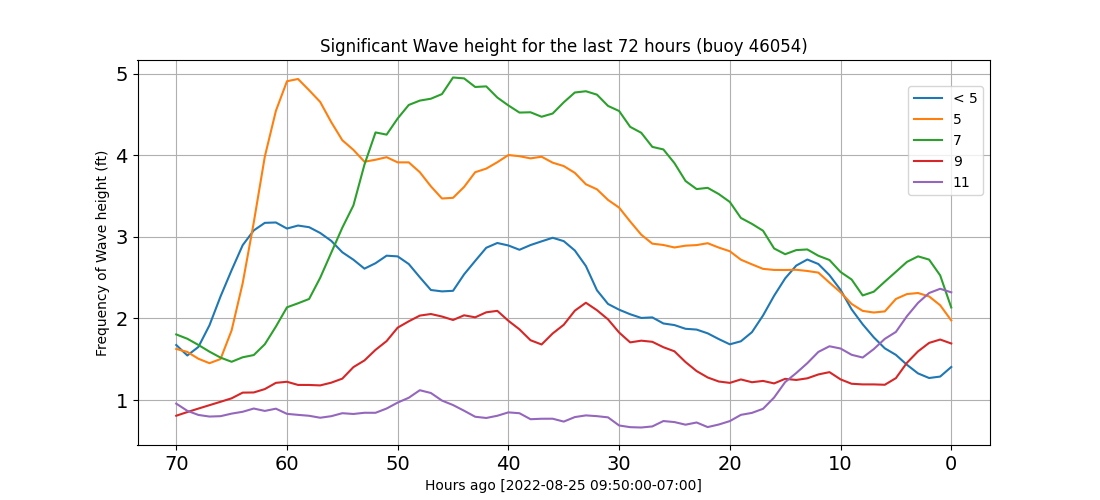 Significant Wave height for the last 72 hours (buoy 46054)
Frequency of Wave height (ft)
5
4
3
2
1
< 5
5
7
9
11
70 60 50 40 30 20 10 0
Hours ago [2022-08-25 09:50:00-07:00]